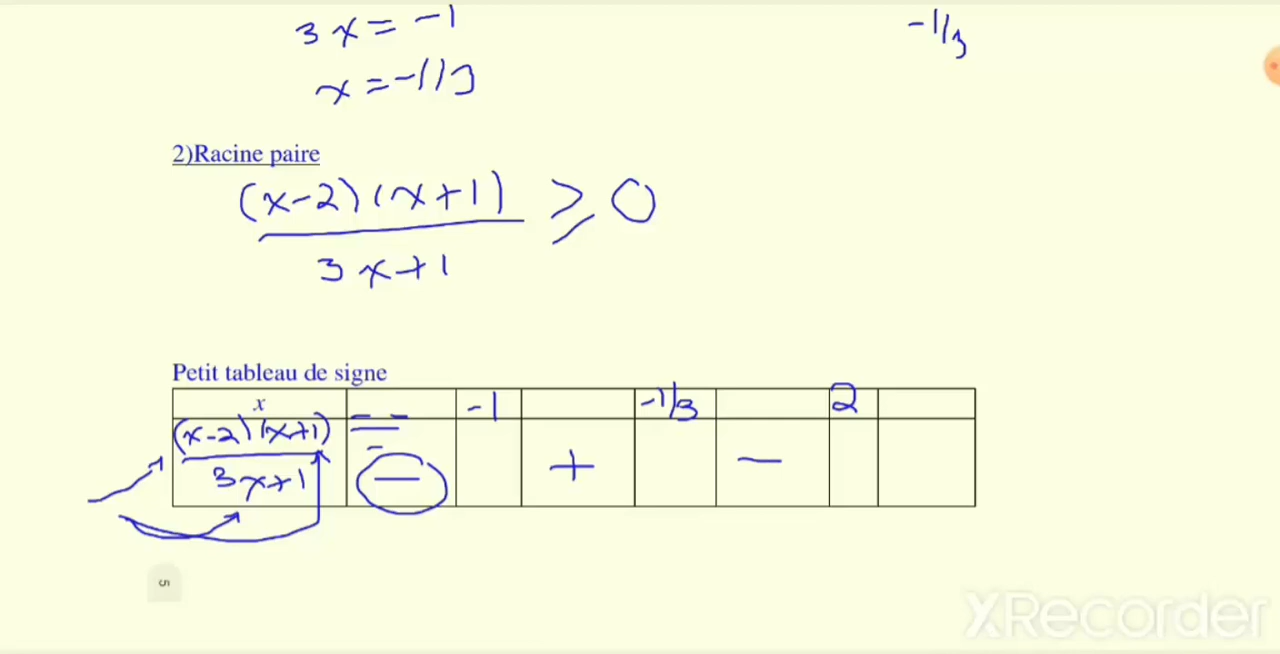 3x = -1
-1/3
x = -1/3
2)Racine paire
(x-2)(x+1) ≥ 0
3x+1
Petit tableau de signe
x -1 -1/3 2
(x-2)(x+1) - -
3x+1 - - + -
5
XRecorder